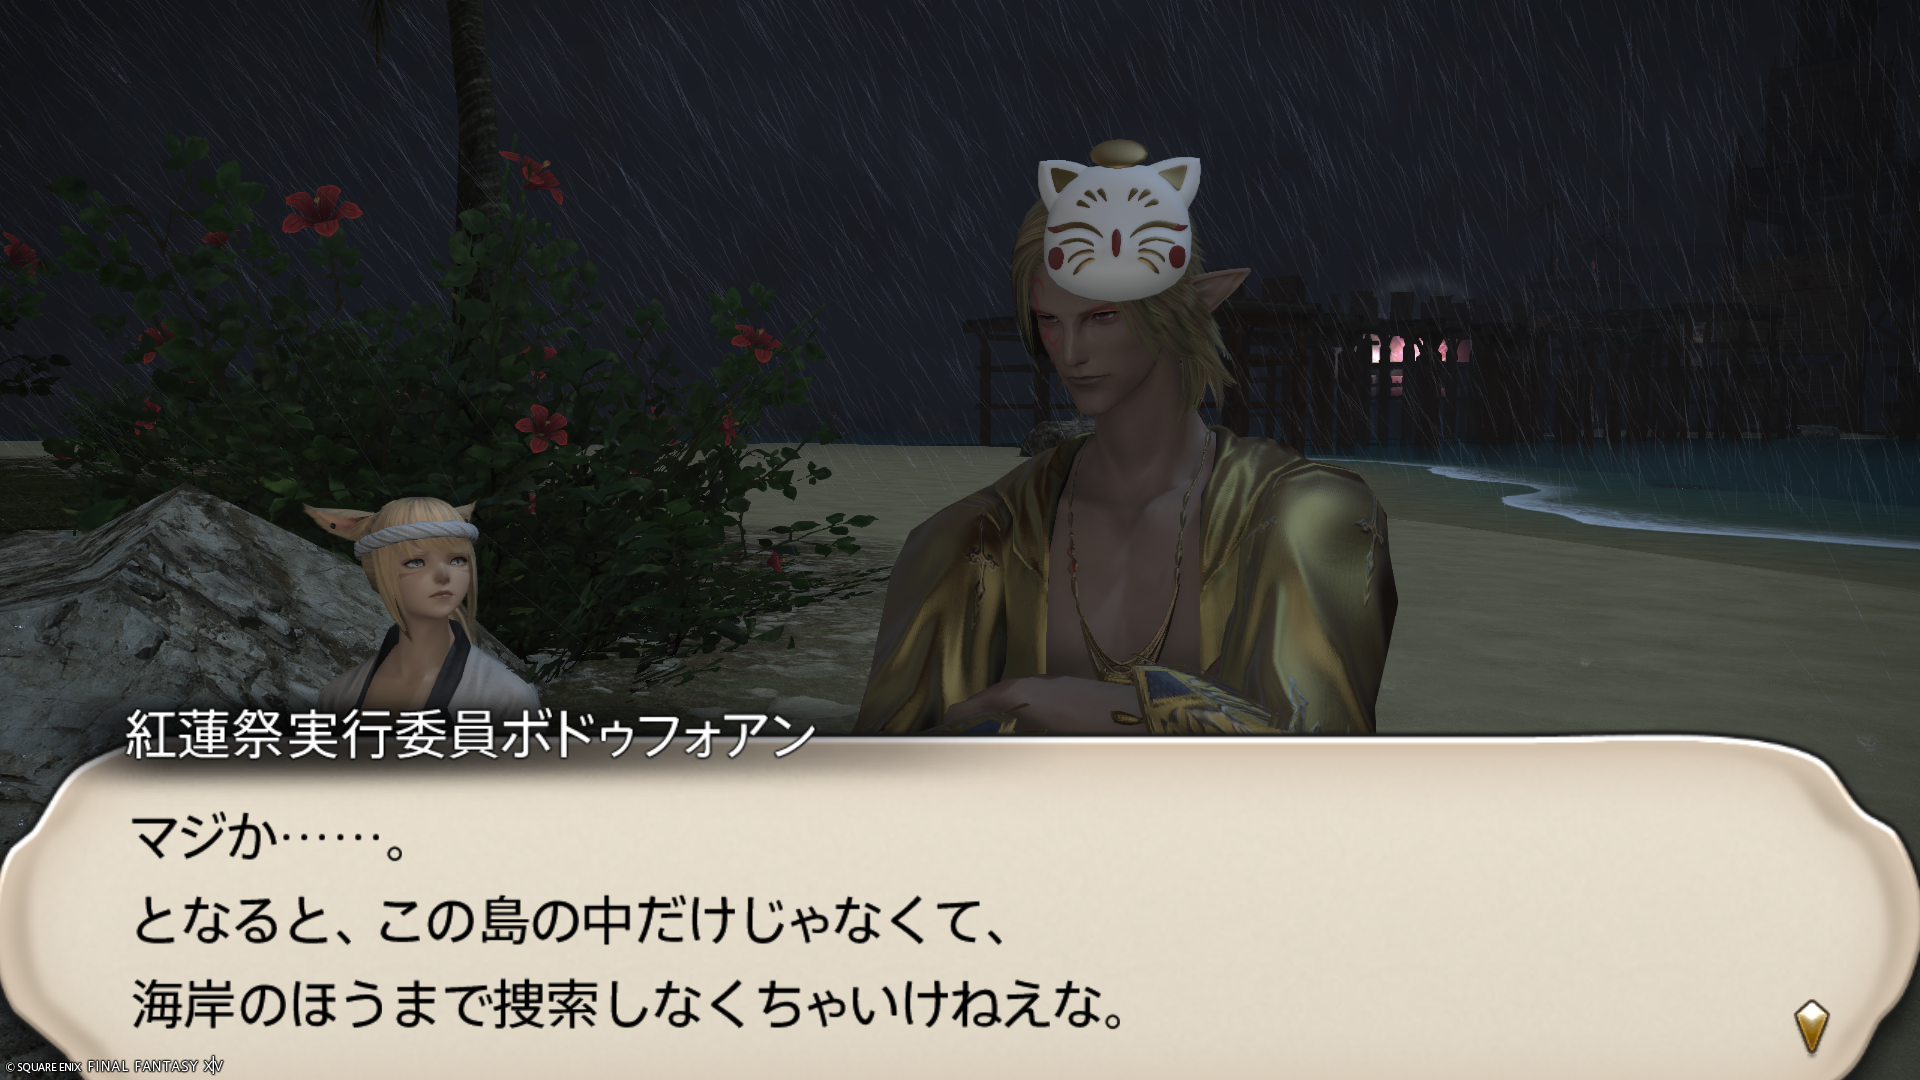 紅蓮祭実行委員ボドゥフォアン
マジか……。
となると、この島の中だけじゃなくて、
海岸のほうまで捜索しなくちゃいけねえな。
© SQUARE ENIX FINAL FANTASY XIV